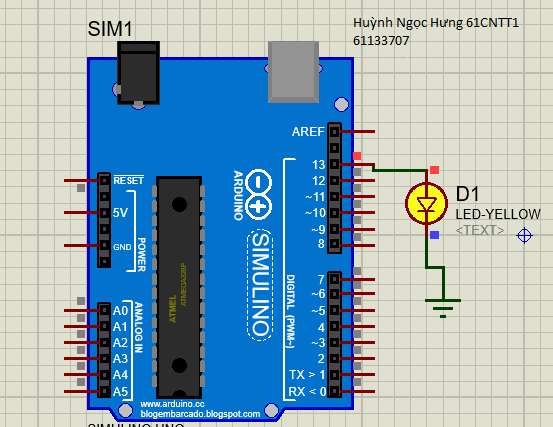 SIM1
Huỳnh Ngọc Hưng 61CNTT1
61133707
AREF
13
12
~11
~10
~9
8
7
~6
~5
4
~3
2
TX > 1
RX < 0
RESET
5V
GND
POWER
ANALOG IN
A0
A1
A2
A3
A4
A5
ATMEL
ATMEGA328P
ARDUINO
SIMULINO
DIGITAL (PWM~)
www.arduino.cc
blogembarcado.blogspot.com
SIMULINO UNO
D1
LED-YELLOW
<TEXT>